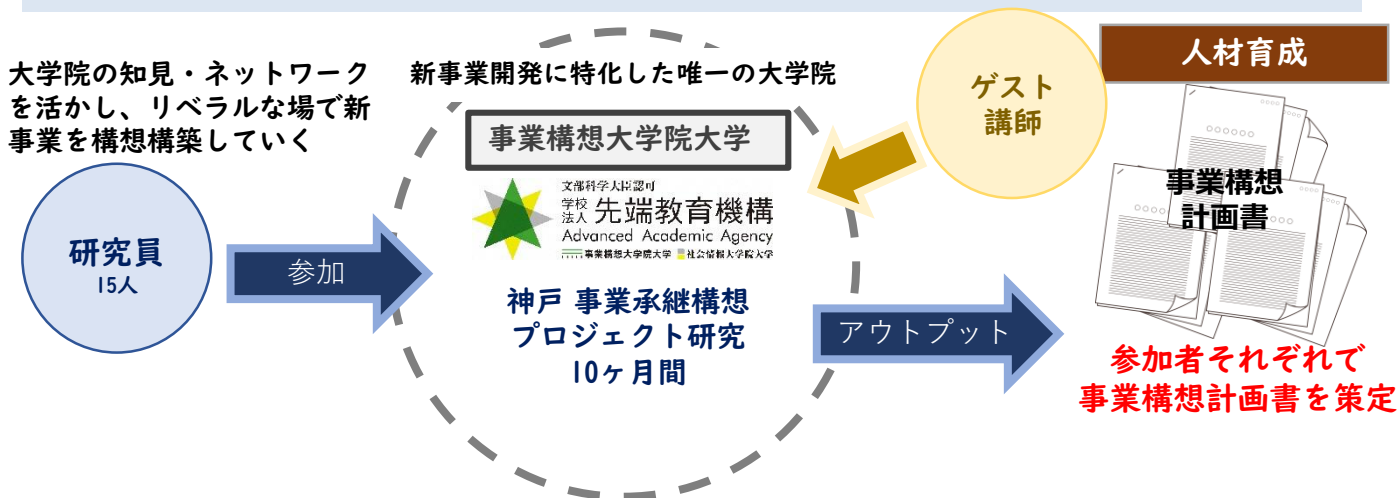 大学院の知見・ネットワーク
を活かし、リベラルな場で新
事業を構想構築していく
研究員
15人
参加
新事業開発に特化した唯一の大学院
事業構想大学院大学
文部科学大臣認可
学校
法人
先端教育機構
Advanced Academic Agency
事業構想大学院大学 社会情報大学院大学
神戸 事業承継構想
プロジェクト研究
10ヶ月間
ゲスト
講師
アウトプット
人材育成
事業構想
計画書
参加者それぞれで
事業構想計画書を策定